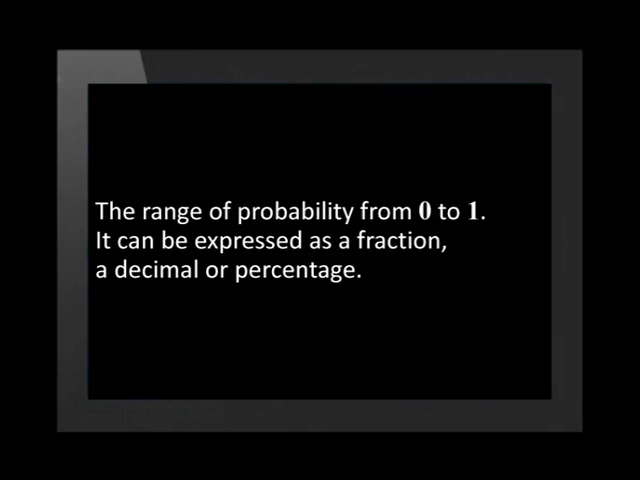 The range of probability from 0 to 1.
It can be expressed as a fraction,
a decimal or percentage.